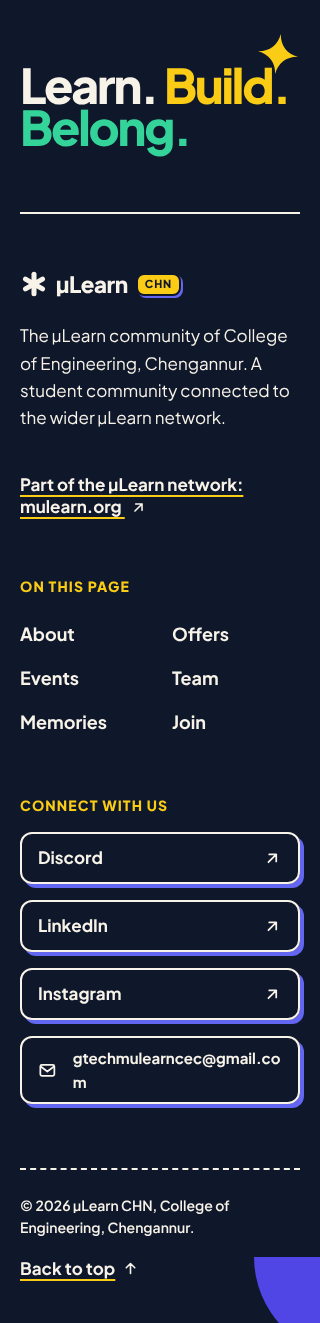 Learn. Build.
Belong.
µLearn CHN
The µLearn community of College
of Engineering, Chengannur. A
student community connected to
the wider µLearn network.
Part of the µLearn network:
mulearn.org ↗
ON THIS PAGE
About
Offers
Events
Team
Memories
Join
CONNECT WITH US
Discord ↗
LinkedIn ↗
Instagram ↗
gtechmulearncec@gmail.co
m
© 2026 µLearn CHN, College of
Engineering, Chengannur.
Back to top ↑